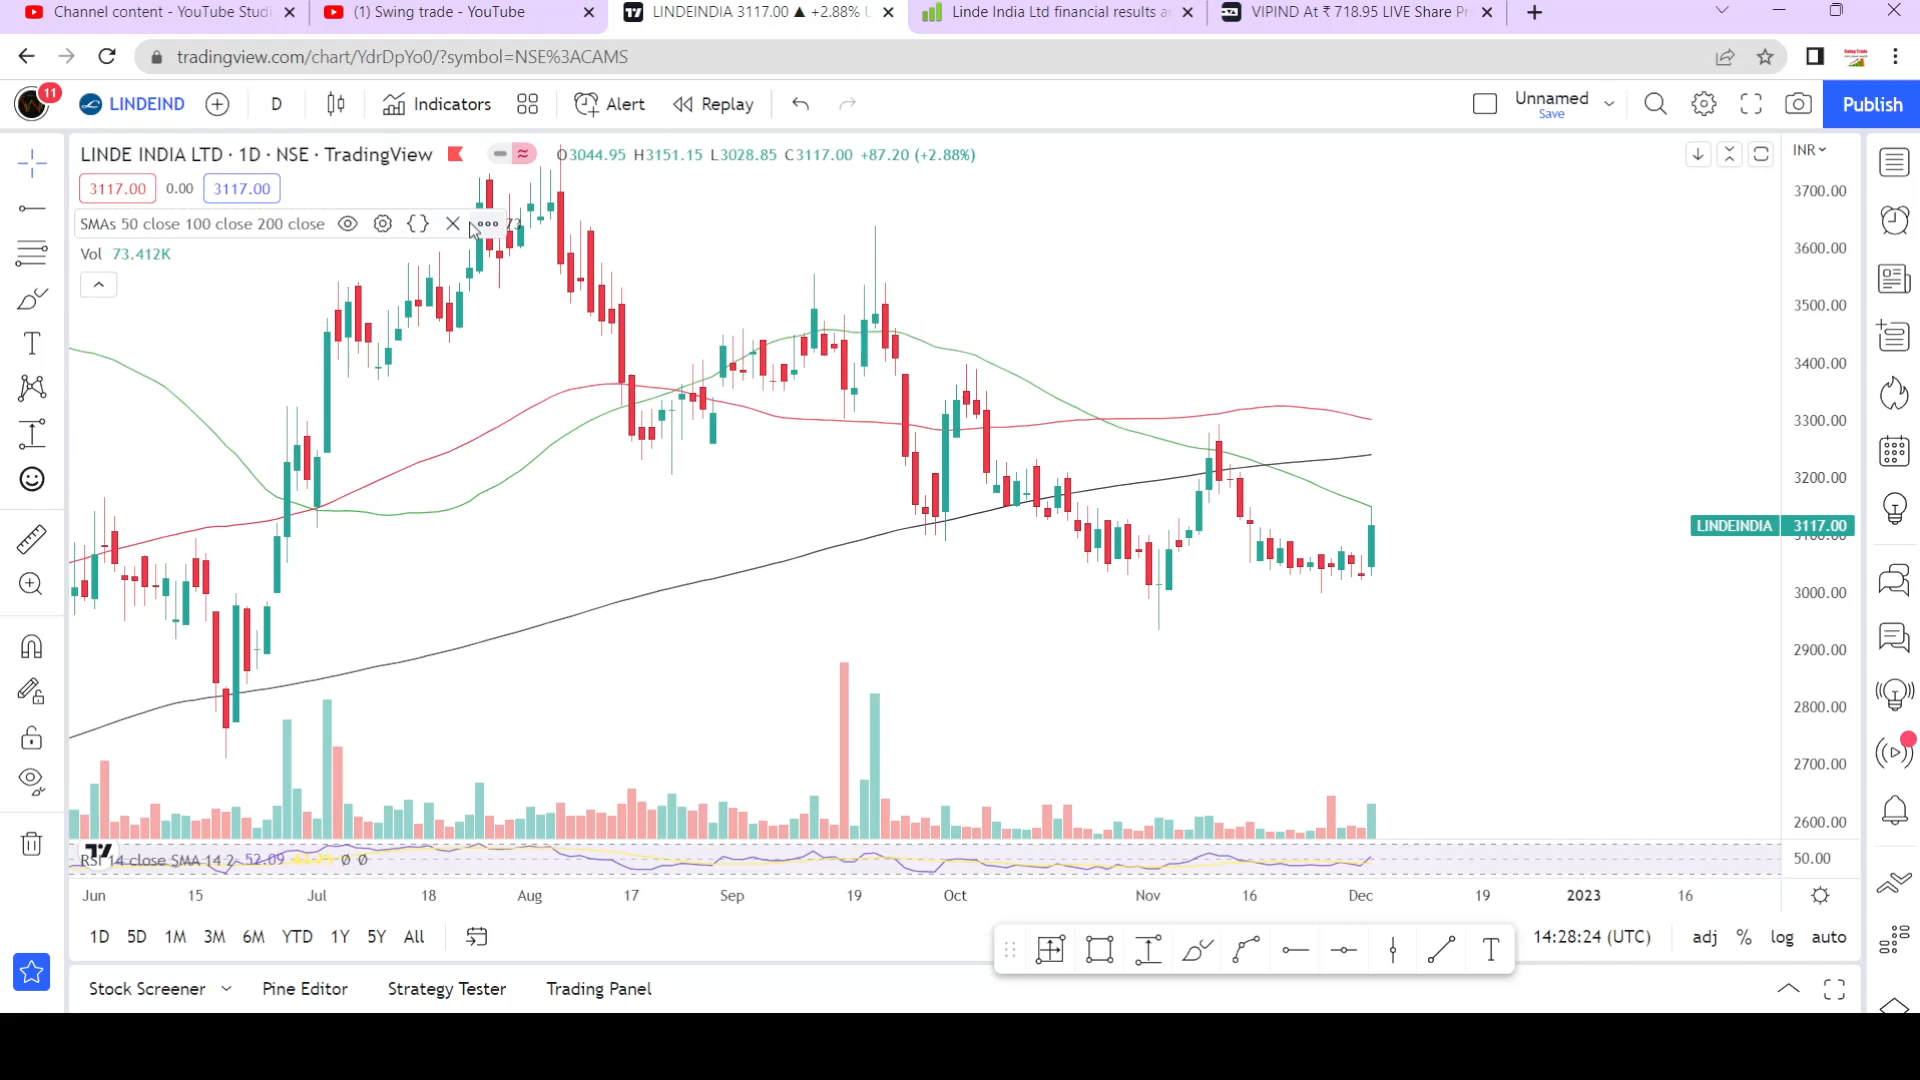 Channel content - YouTube Studi
(1) Swing trade - YouTube
LINDEINDIA 3117.00 ▲ +2.88% U
Linde India Ltd financial results a
VIPIND At ₹ 718.95 LIVE Share Pr
tradingview.com/chart/YdrDpYo0/?symbol=NSE%3ACAMS
11
LINDEIND
D
Indicators
Alert
Replay
Unnamed
Save
Publish
LINDE INDIA LTD · 1D · NSE · TradingView
O3044.95 H3151.15 L3028.85 C3117.00 +87.20 (+2.88%)
INR
3117.00
0.00
3117.00
SMAs 50 close 100 close 200 close
73
Vol 73.412K
3700.00
3600.00
3500.00
3400.00
3300.00
3200.00
LINDEINDIA 3117.00
3100.00
3000.00
2900.00
2800.00
2700.00
2600.00
RSI 14 close SMA 14 2 52.09 0 0
50.00
Jun 15 Jul 18 Aug 17 Sep 19 Oct Nov 16 Dec 19 2023 16
1D 5D 1M 3M 6M YTD 1Y 5Y All
14:28:24 (UTC)
adj % log auto
Stock Screener
Pine Editor
Strategy Tester
Trading Panel